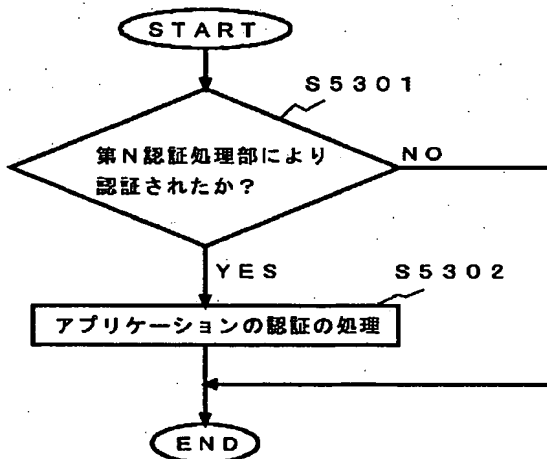 START
S5301
第N認証処理部により
認証されたか？
NO
YES
S5302
アプリケーションの認証の処理
END